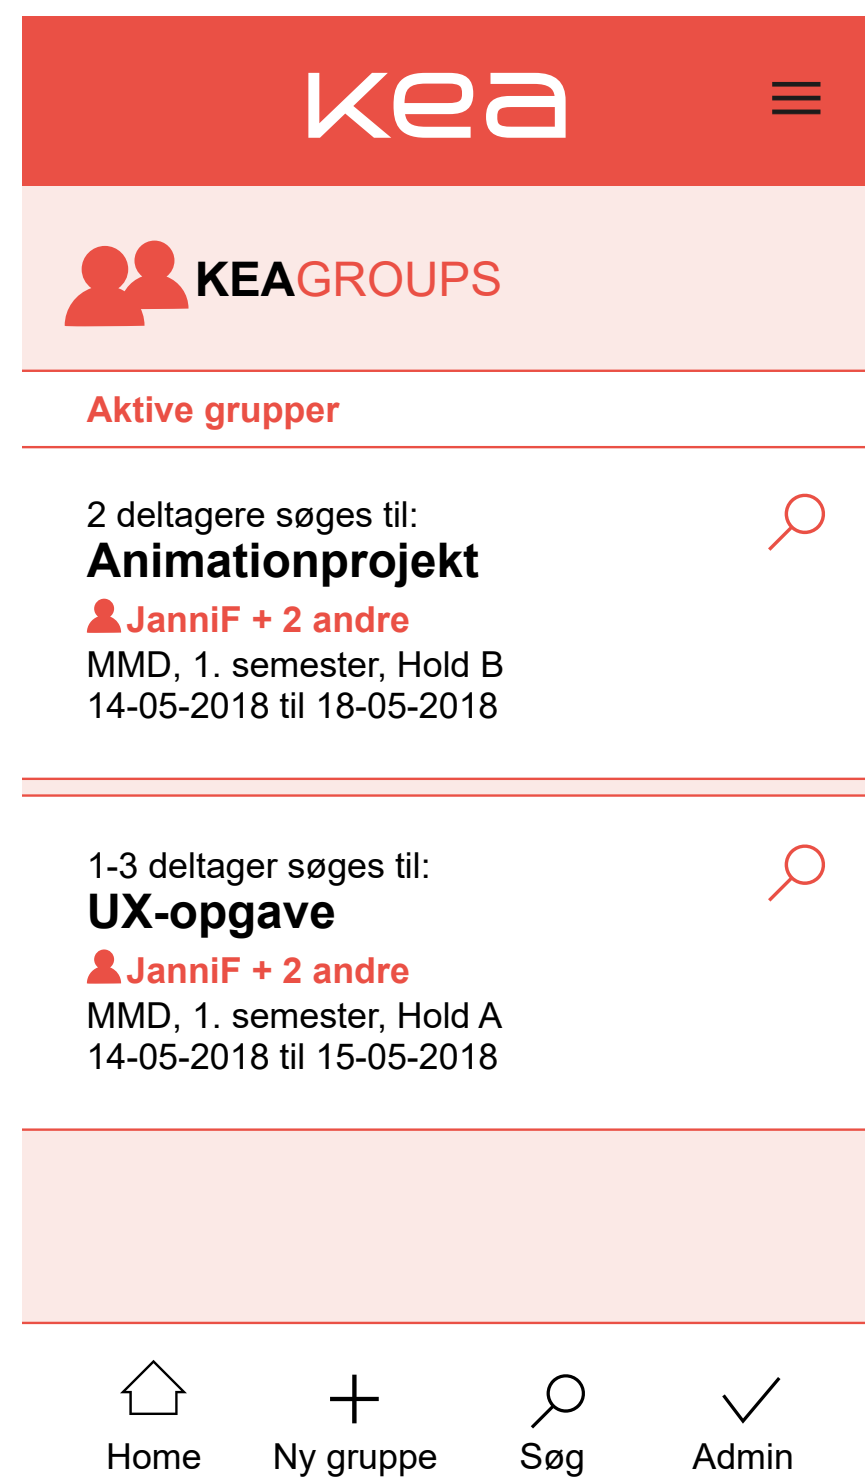 kea
KEAGROUPS
Aktive grupper
2 deltagere søges til:
Animationprojekt
JanniF + 2 andre
MMD, 1. semester, Hold B
14-05-2018 til 18-05-2018
1-3 deltager søges til:
UX-opgave
JanniF + 2 andre
MMD, 1. semester, Hold A
14-05-2018 til 15-05-2018
Home Ny gruppe Søg Admin